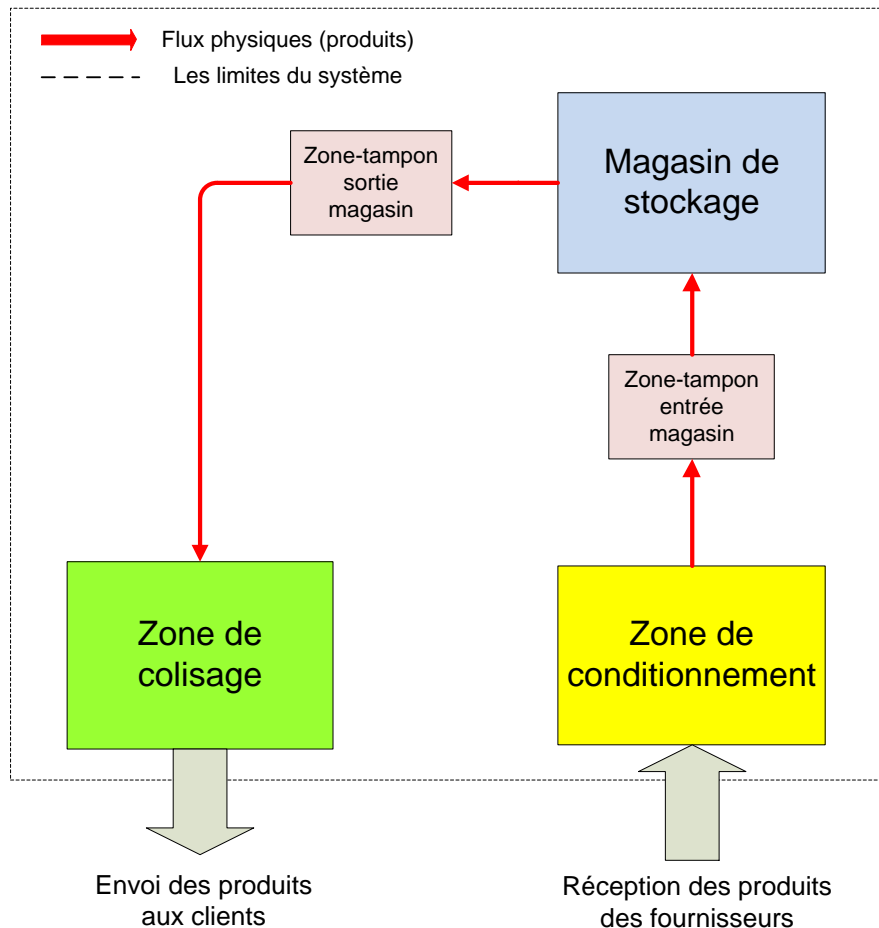 Flux physiques (produits)
Les limites du système
Zone-tampon
sortie
magasin
Magasin de
stockage
Zone-tampon
entrée
magasin
Zone de
colisage
Zone de
conditionnement
Envoi des produits
aux clients
Réception des produits
des fournisseurs